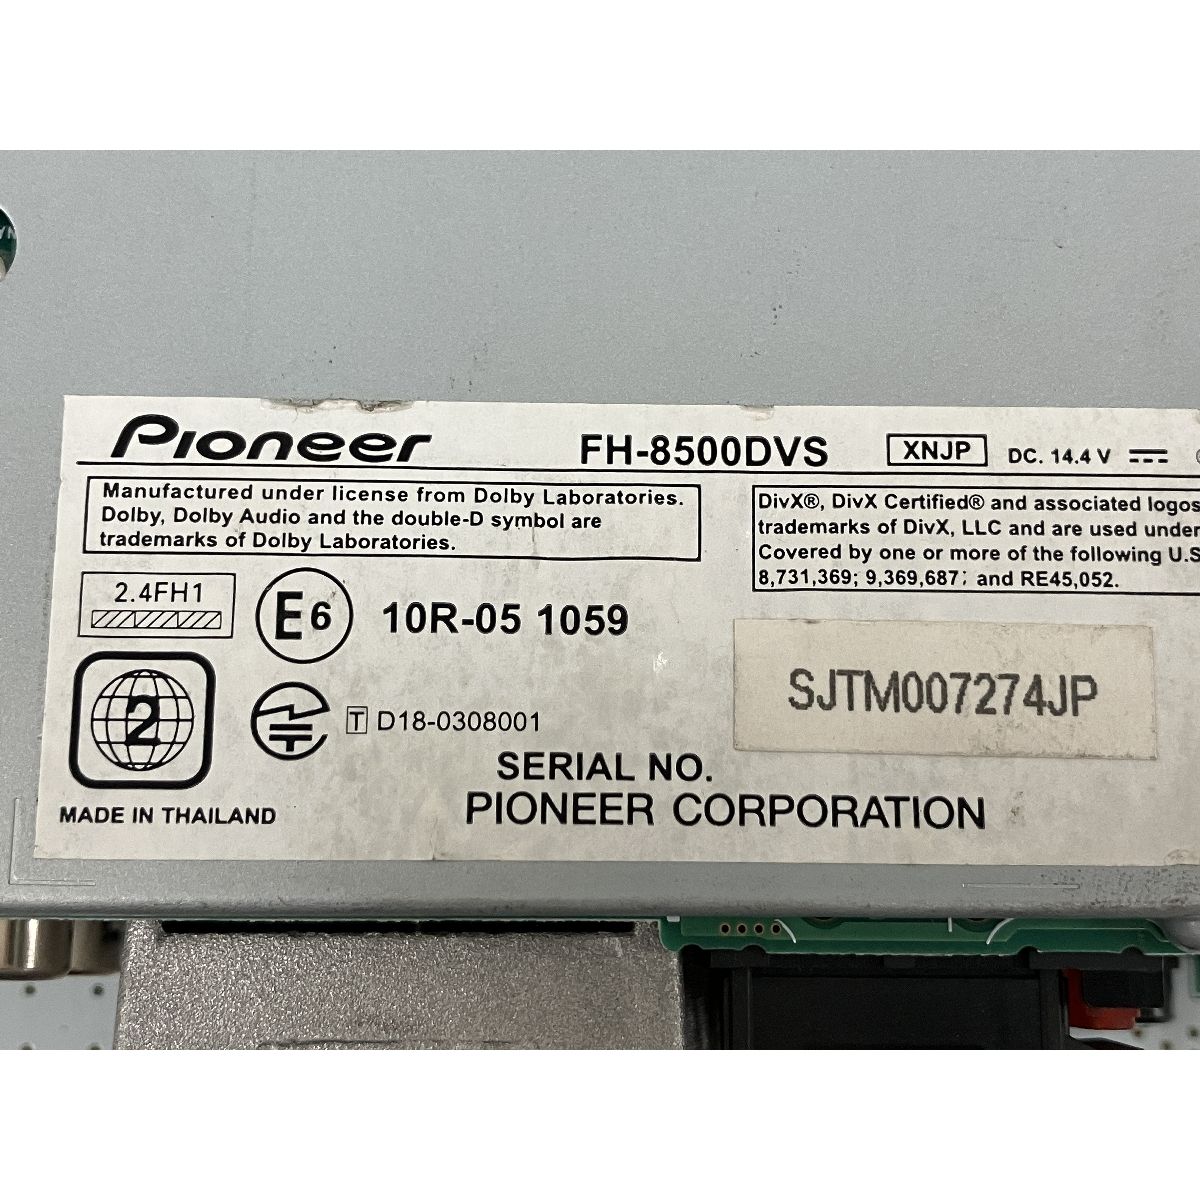 Pioneer
FH-8500DVS
XNJP
DC. 14.4 V
Manufactured under license from Dolby Laboratories.
Dolby, Dolby Audio and the double-D symbol are
trademarks of Dolby Laboratories.
DivX®, DivX Certified® and associated logos
trademarks of DivX, LLC and are used under
Covered by one or more of the following U.S
8,731,369; 9,369,687; and RE45,052.
2.4FH1
E6
10R-05 1059
2
T D18-0308001
SJTM007274JP
SERIAL NO.
MADE IN THAILAND
PIONEER CORPORATION